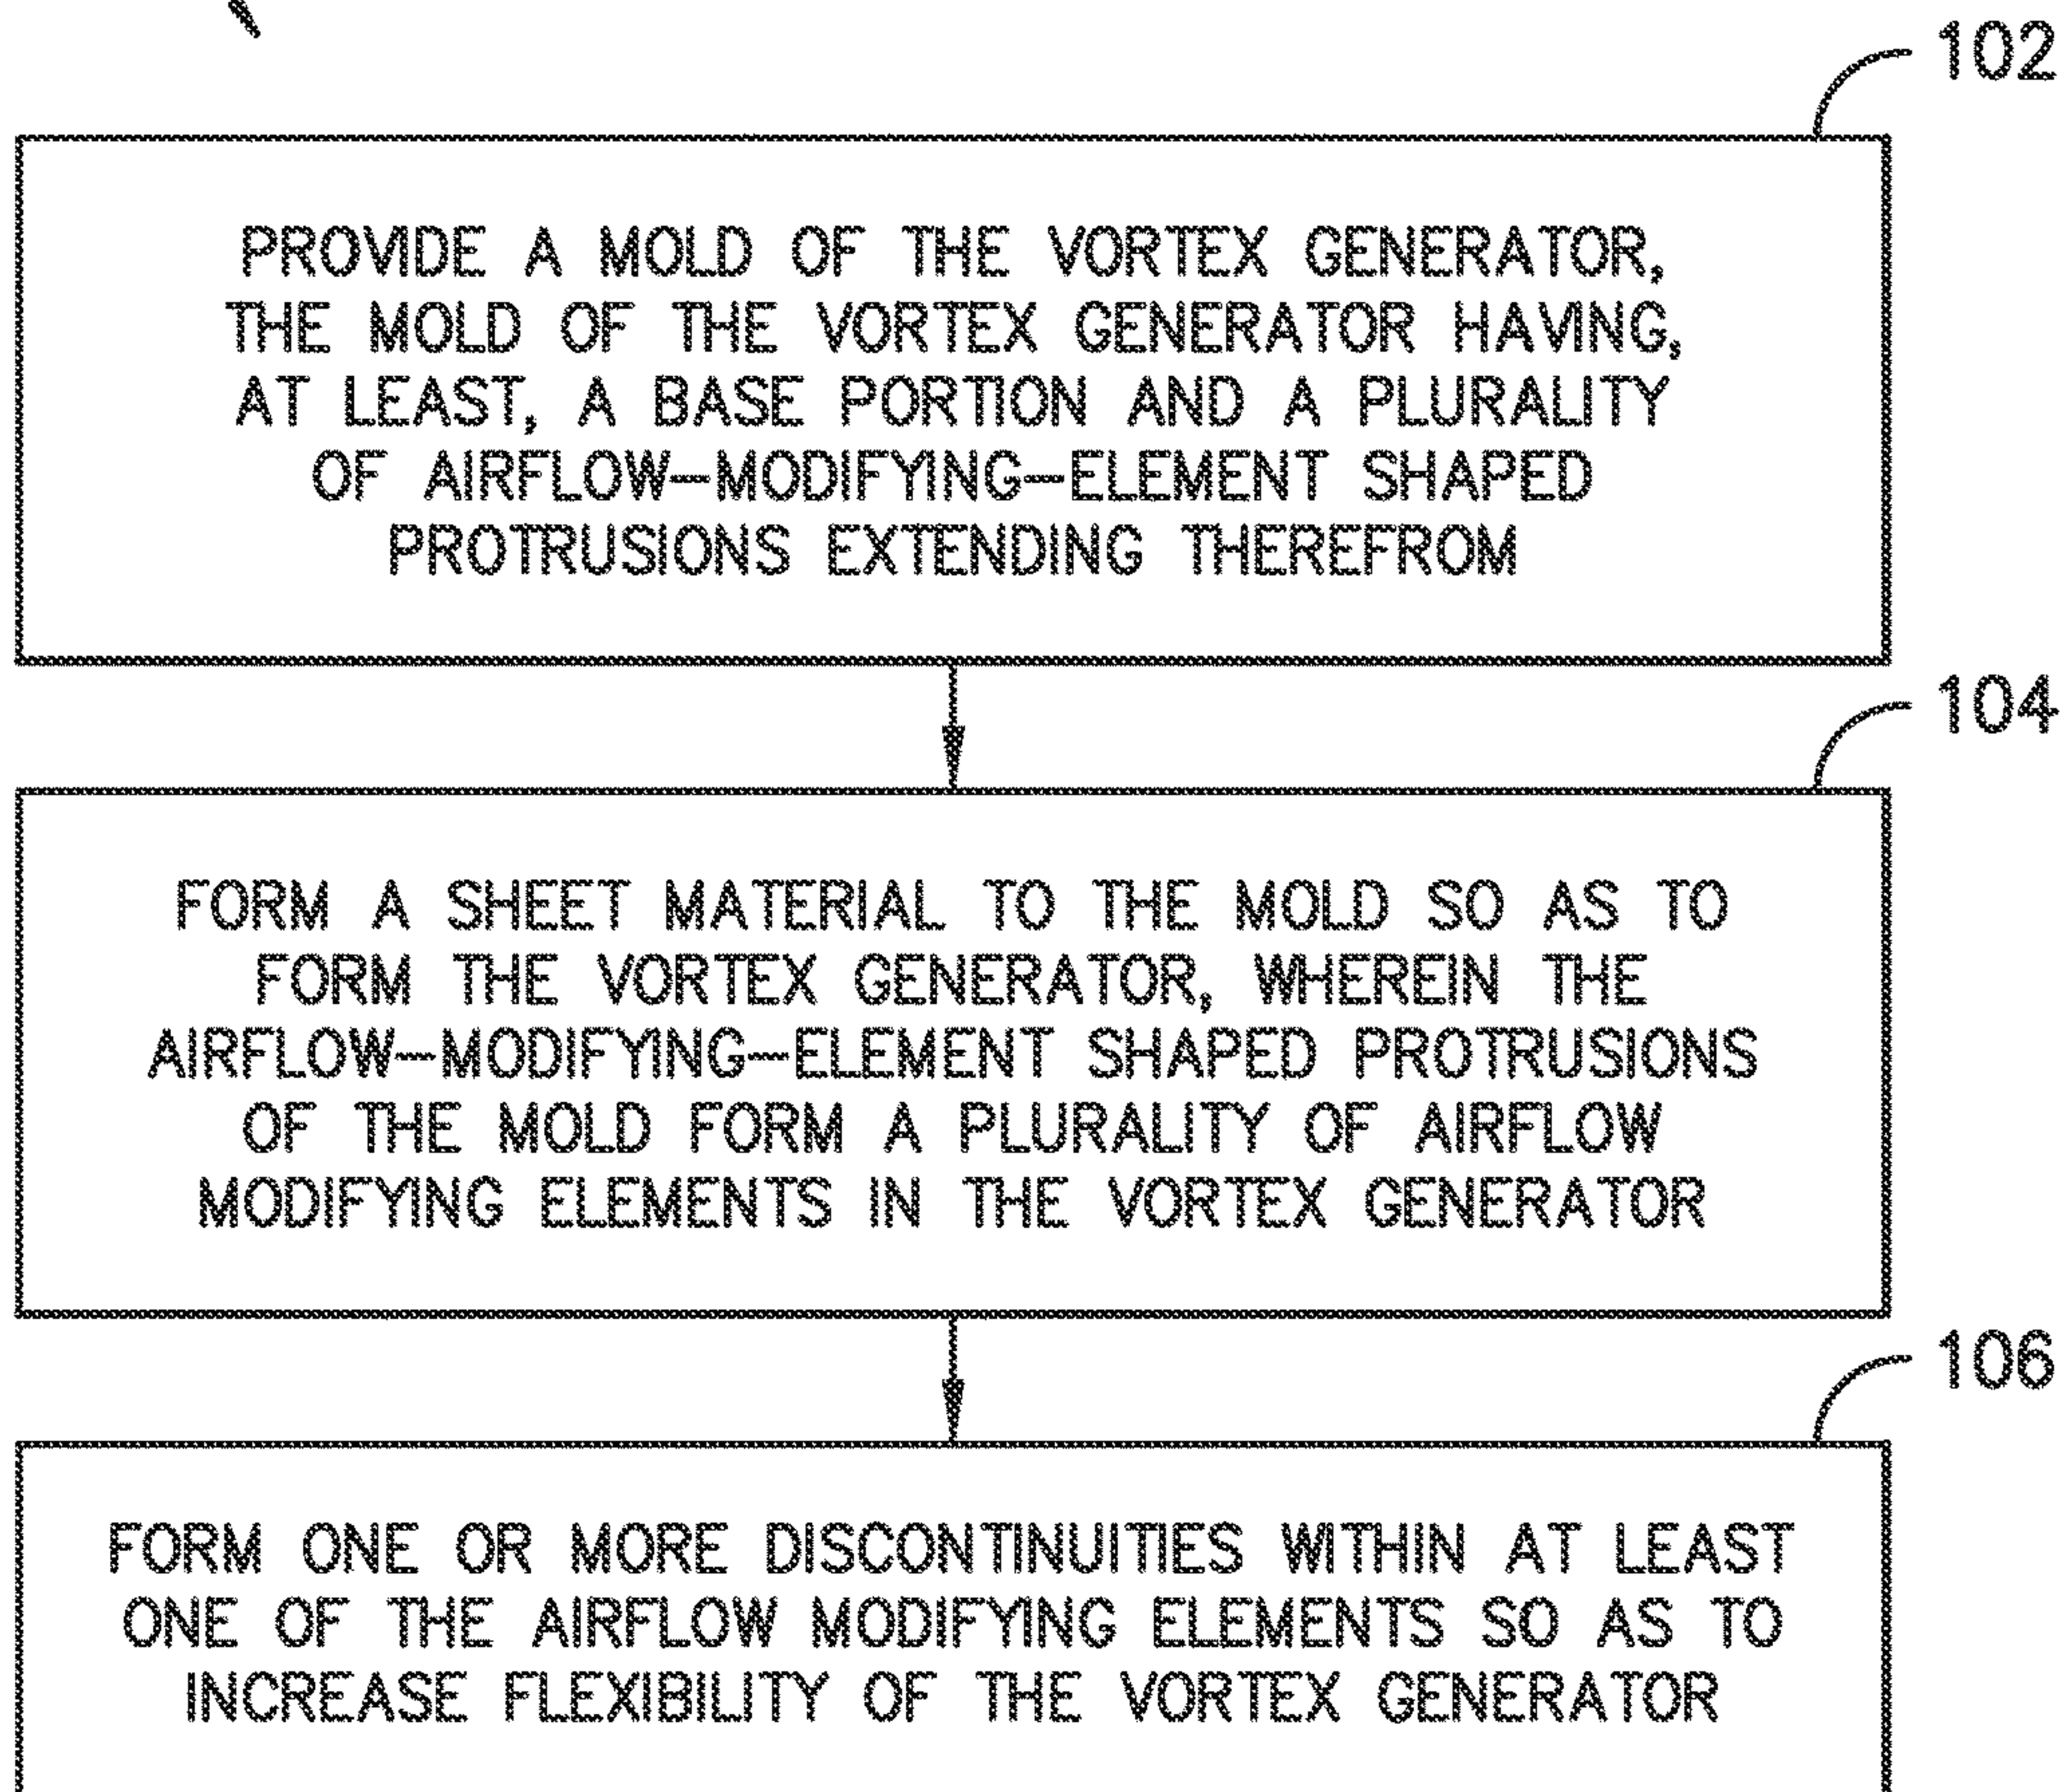 102
PROVIDE A MOLD OF THE VORTEX GENERATOR,
THE MOLD OF THE VORTEX GENERATOR HAVING,
AT LEAST, A BASE PORTION AND A PLURALITY
OF AIRFLOW-MODIFYING-ELEMENT SHAPED
PROTRUSIONS EXTENDING THEREFROM
104
FORM A SHEET MATERIAL TO THE MOLD SO AS TO
FORM THE VORTEX GENERATOR, WHEREIN THE
AIRFLOW-MODIFYING-ELEMENT SHAPED PROTRUSIONS
OF THE MOLD FORM A PLURALITY OF AIRFLOW
MODIFYING ELEMENTS IN THE VORTEX GENERATOR
106
FORM ONE OR MORE DISCONTINUITIES WITHIN AT LEAST
ONE OF THE AIRFLOW MODIFYING ELEMENTS SO AS TO
INCREASE FLEXIBILITY OF THE VORTEX GENERATOR